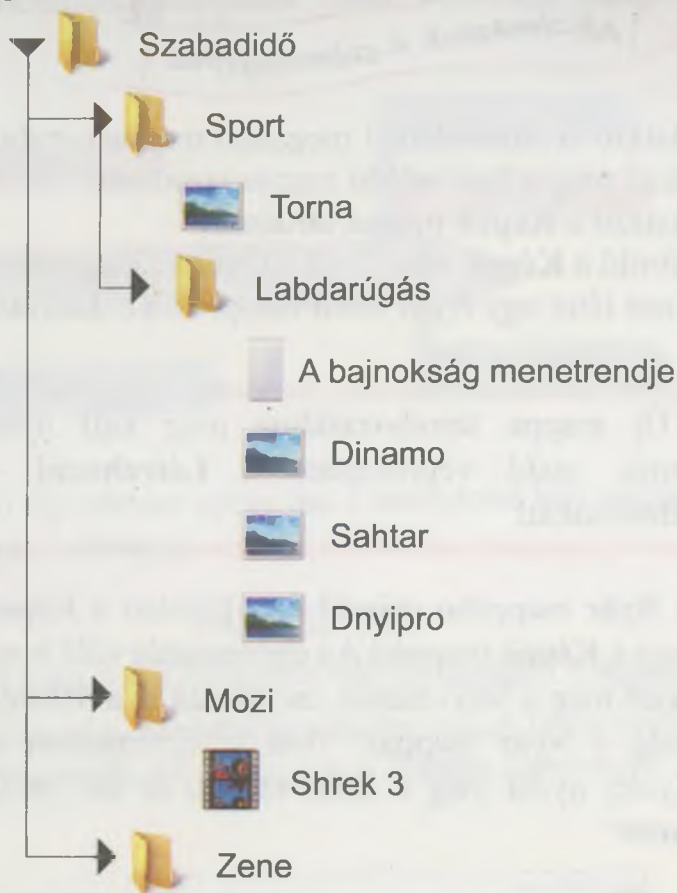 Szabadidő
Sport
Torna
Labdarúgás
A bajnokság menetrendje
Dinamo
Sahtar
Dnyipro
Mozi
Shrek 3
Zene